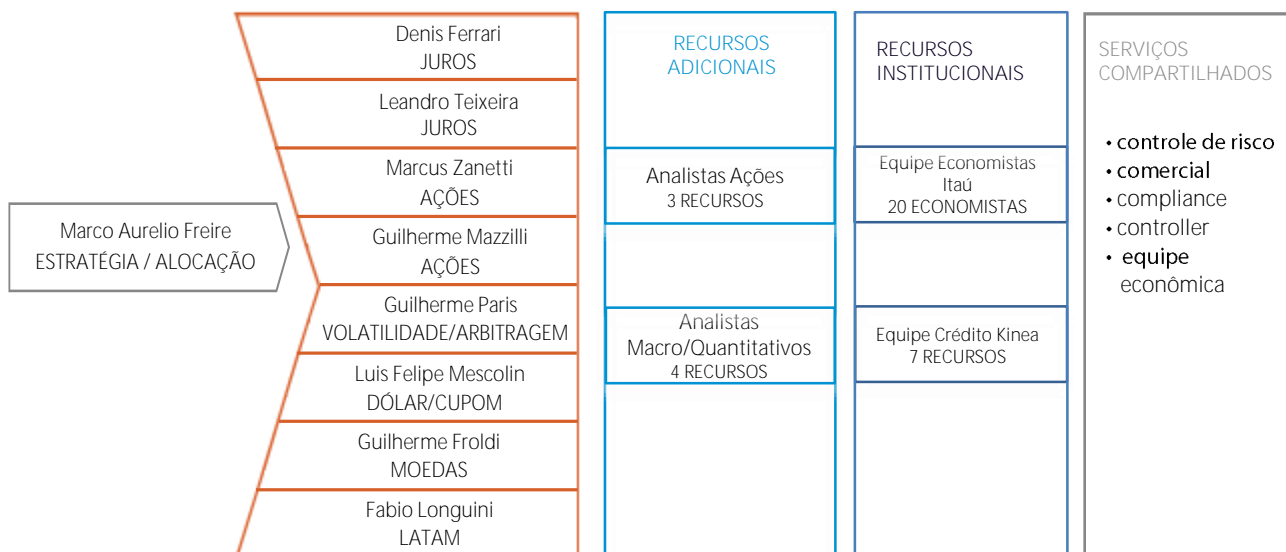 Marco Aurelio Freire
ESTRATÉGIA / ALOCAÇÃO
Denis Ferrari
JUROS
Leandro Teixeira
JUROS
Marcus Zanetti
AÇÕES
Guilherme Mazzilli
AÇÕES
Guilherme Paris
VOLATILIDADE/ARBITRAGEM
Luis Felipe Mescolin
DÓLAR/CUPOM
Guilherme Froldi
MOEDAS
Fabio Longuini
LATAM
RECURSOS
ADICIONAIS
Analistas Ações
3 RECURSOS
Analistas
Macro/Quantitativos
4 RECURSOS
RECURSOS
INSTITUCIONAIS
Equipe Economistas
Itaú
20 ECONOMISTAS
Equipe Crédito Kinea
7 RECURSOS
SERVIÇOS
COMPARTILHADOS
• controle de risco
• comercial
• compliance
• controller
• equipe
econômica